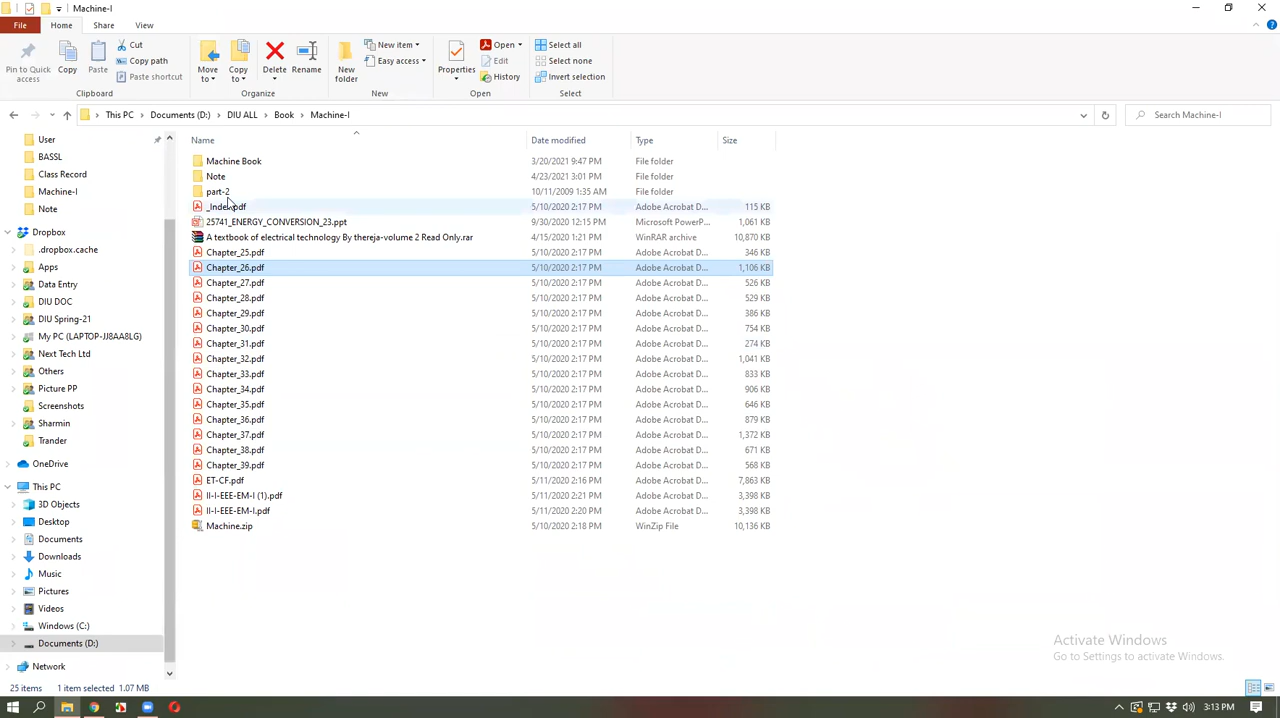 Machine-I
File Home Share View
Pin to Quick access
Copy
Paste
Cut
Copy path
Paste shortcut
Clipboard
Move to
Copy to
Delete
Rename
Organize
New folder
New item
Easy access
New
Properties
Open
Edit
History
Open
Select all
Select none
Invert selection
Select
This PC Documents (D:) DIU ALL Book Machine-I
Search Machine-I
User
BASSL
Class Record
Machine-I
Note
Dropbox
.dropbox.cache
Apps
Data Entry
DIU DOC
DIU Spring-21
My PC (LAPTOP-JJ8AA8LG)
Next Tech Ltd
Others
Picture PP
Screenshots
Sharmin
Trander
OneDrive
This PC
3D Objects
Desktop
Documents
Downloads
Music
Pictures
Videos
Windows (C:)
Documents (D:)
Network
Name Date modified Type Size
Machine Book 3/20/2021 9:47 PM File folder
Note 4/23/2021 3:01 PM File folder
part-2 10/11/2009 1:35 AM File folder
_Index.pdf 5/10/2020 2:17 PM Adobe Acrobat D... 115 KB
25741_ENERGY_CONVERSION_23.ppt 9/30/2020 12:15 PM Microsoft PowerP... 1,061 KB
A textbook of electrical technology By thereja-volume 2 Read Only.rar 4/15/2020 1:21 PM WinRAR archive 10,870 KB
Chapter_25.pdf 5/10/2020 2:17 PM Adobe Acrobat D... 346 KB
Chapter_26.pdf 5/10/2020 2:17 PM Adobe Acrobat D... 1,106 KB
Chapter_27.pdf 5/10/2020 2:17 PM Adobe Acrobat D... 526 KB
Chapter_28.pdf 5/10/2020 2:17 PM Adobe Acrobat D... 529 KB
Chapter_29.pdf 5/10/2020 2:17 PM Adobe Acrobat D... 386 KB
Chapter_30.pdf 5/10/2020 2:17 PM Adobe Acrobat D... 754 KB
Chapter_31.pdf 5/10/2020 2:17 PM Adobe Acrobat D... 274 KB
Chapter_32.pdf 5/10/2020 2:17 PM Adobe Acrobat D... 1,041 KB
Chapter_33.pdf 5/10/2020 2:17 PM Adobe Acrobat D... 833 KB
Chapter_34.pdf 5/10/2020 2:17 PM Adobe Acrobat D... 906 KB
Chapter_35.pdf 5/10/2020 2:17 PM Adobe Acrobat D... 646 KB
Chapter_36.pdf 5/10/2020 2:17 PM Adobe Acrobat D... 879 KB
Chapter_37.pdf 5/10/2020 2:17 PM Adobe Acrobat D... 1,372 KB
Chapter_38.pdf 5/10/2020 2:17 PM Adobe Acrobat D... 671 KB
Chapter_39.pdf 5/10/2020 2:17 PM Adobe Acrobat D... 568 KB
ET-CF.pdf 5/11/2020 2:16 PM Adobe Acrobat D... 7,863 KB
II-I-EEE-EM-I (1).pdf 5/11/2020 2:21 PM Adobe Acrobat D... 3,398 KB
II-I-EEE-EM-I.pdf 5/11/2020 2:20 PM Adobe Acrobat D... 3,398 KB
Machine.zip 5/10/2020 2:18 PM WinZip File 10,136 KB
Activate Windows
Go to Settings to activate Windows.
25 items 1 item selected 1.07 MB
3:13 PM